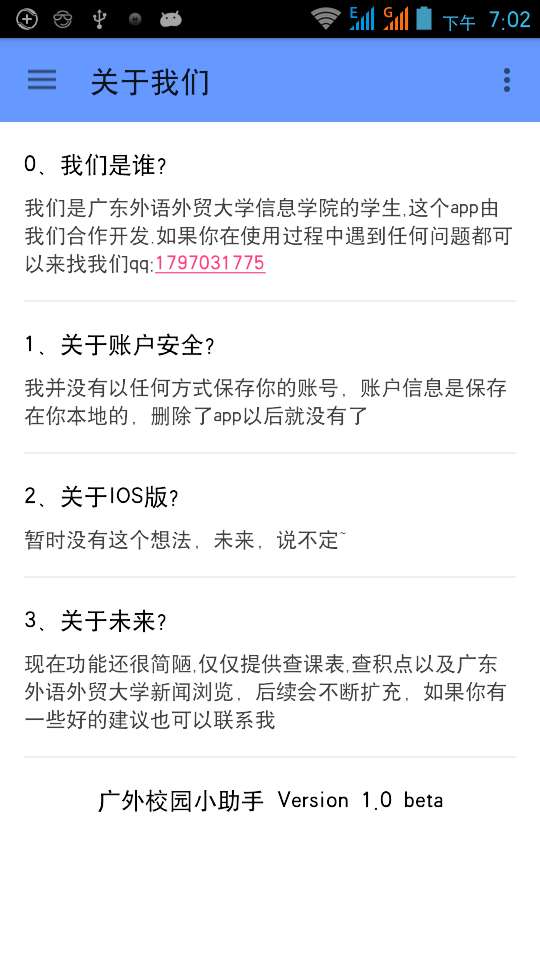 E G 下午 7:02
关于我们
0、我们是谁?
我们是广东外语外贸大学信息学院的学生,这个app由
我们合作开发.如果你在使用过程中遇到任何问题都可
以来找我们qq:1797031775
1、关于账户安全?
我并没有以任何方式保存你的账号，账户信息是保存
在你本地的，删除了app以后就没有了
2、关于IOS版?
暂时没有这个想法，未来，说不定~
3、关于未来?
现在功能还很简陋,仅仅提供查课表,查积点以及广东
外语外贸大学新闻浏览，后续会不断扩充，如果你有
一些好的建议也可以联系我
广外校园小助手 Version 1.0 beta